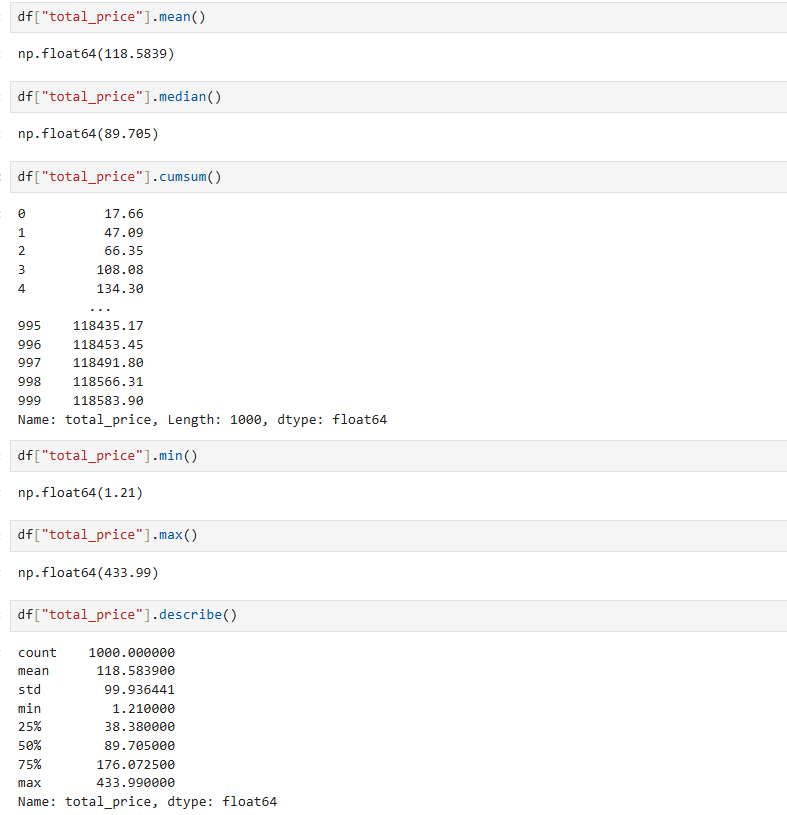 df["total_price"].mean()
np.float64(118.5839)
df["total_price"].median()
np.float64(89.705)
df["total_price"].cumsum()
0          17.66
1          47.09
2          66.35
3         108.08
4         134.30
         ...
995    118435.17
996    118453.45
997    118491.80
998    118566.31
999    118583.90
Name: total_price, Length: 1000, dtype: float64
df["total_price"].min()
np.float64(1.21)
df["total_price"].max()
np.float64(433.99)
df["total_price"].describe()
count    1000.000000
mean      118.583900
std        99.936441
min         1.210000
25%        38.380000
50%        89.705000
75%       176.072500
max       433.990000
Name: total_price, dtype: float64